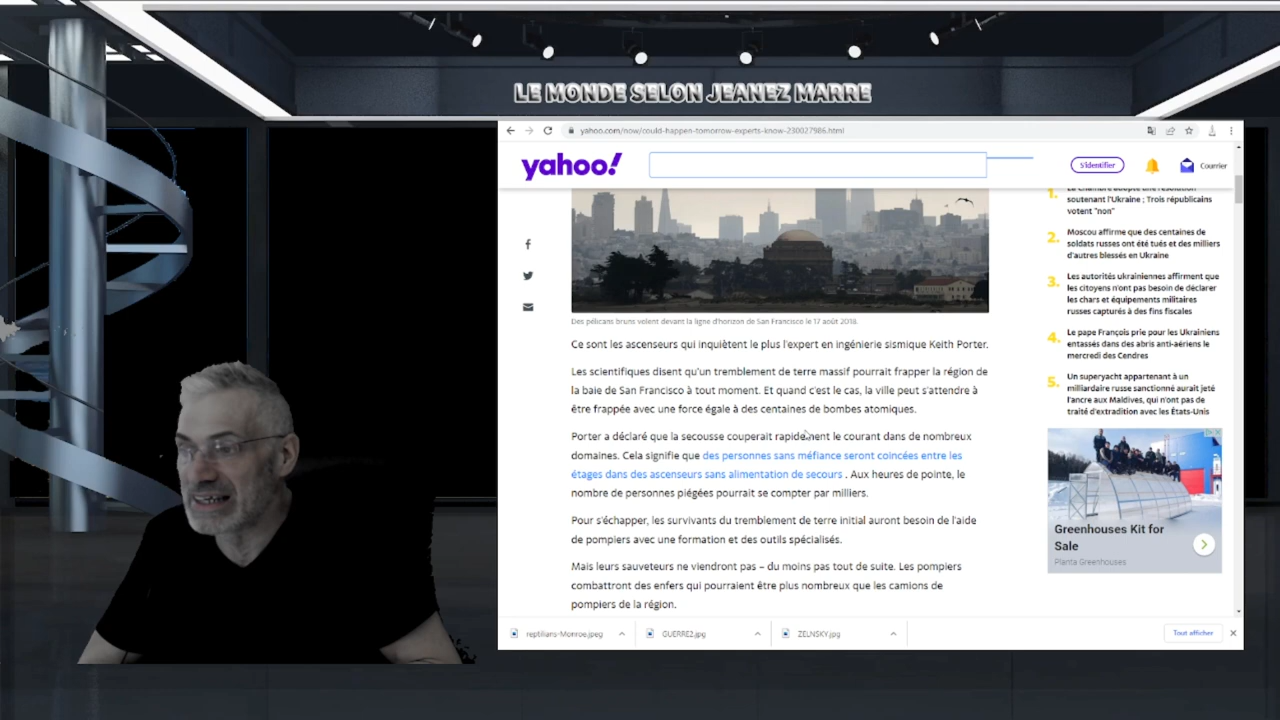 LE MONDE SELON JEANEZ MARRE
yahoo.com/now/could-happen-tomorrow-experts-know-230027986.html
yahoo!
S'identifier
Courrier
Des pélicans bruns volent devant la ligne d'horizon de San Francisco le 17 août 2018.
Ce sont les ascenseurs qui inquiètent le plus l'expert en ingénierie sismique Keith Porter.
Les scientifiques disent qu'un tremblement de terre massif pourrait frapper la région de
la baie de San Francisco à tout moment. Et quand c'est le cas, la ville peut s'attendre à
être frappée avec une force égale à des centaines de bombes atomiques.
Porter a déclaré que la secousse couperait rapidement le courant dans de nombreux
domaines. Cela signifie que des personnes sans méfiance seront coincées entre les
étages dans des ascenseurs sans alimentation de secours . Aux heures de pointe, le
nombre de personnes piégées pourrait se compter par milliers.
Pour s'échapper, les survivants du tremblement de terre initial auront besoin de l'aide
de pompiers avec une formation et des outils spécialisés.
Mais leurs sauveteurs ne viendront pas – du moins pas tout de suite. Les pompiers
combattront des enfers qui pourraient être plus nombreux que les camions de
pompiers de la région.
1. La Chambre adopte une résolution
soutenant l'Ukraine ; Trois républicains
votent "non"
2. Moscou affirme que des centaines de
soldats russes ont été tués et des milliers
d'autres blessés en Ukraine
3. Les autorités ukrainiennes affirment que
les citoyens n'ont pas besoin de déclarer
les chars et équipements militaires
russes capturés à des fins fiscales
4. Le pape François prie pour les Ukrainiens
entassés dans des abris anti-aériens le
mercredi des Cendres
5. Un superyacht appartenant à un
milliardaire russe sanctionné aurait jeté
l'ancre aux Maldives, qui n'ont pas de
traité d'extradition avec les États-Unis
Greenhouses Kit for
Sale
Planta Greenhouses
reptilians-Monroe.jpeg
GUERRE2.jpg
ZELNSKY.jpg
Tout afficher